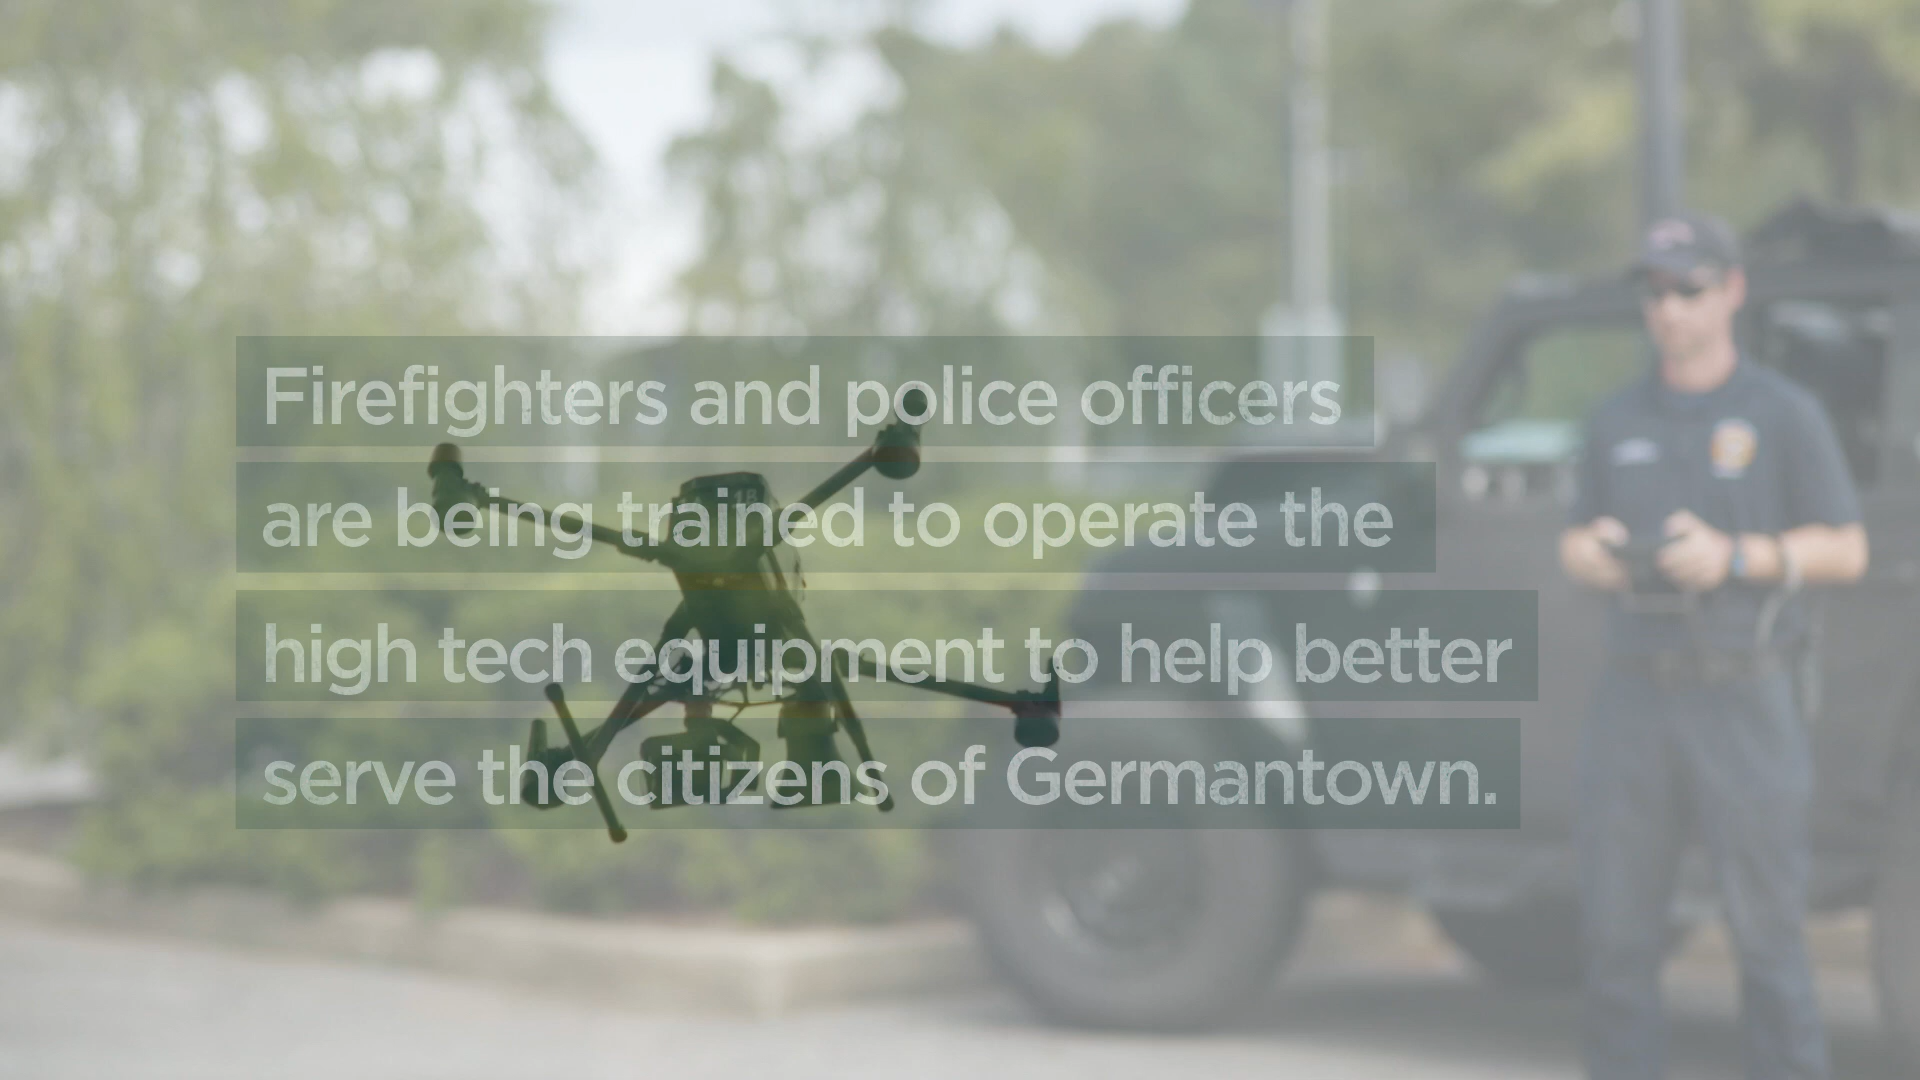 Firefighters and police officers
are being trained to operate the
high tech equipment to help better
serve the citizens of Germantown.
18